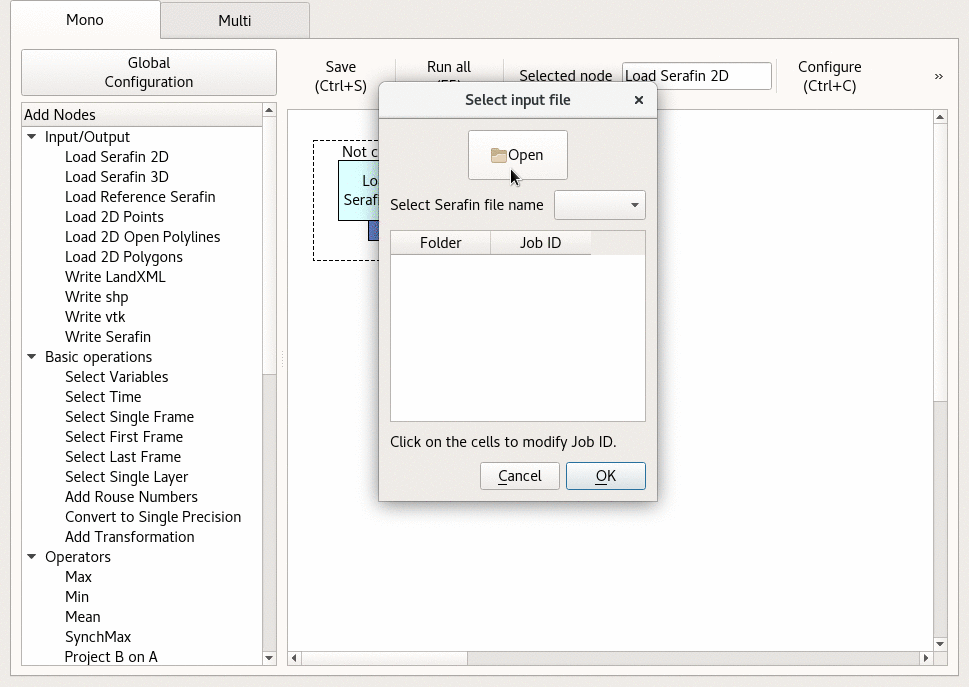 Mono
Multi
Global
Configuration
Save
(Ctrl+S)
Run all
Selected node
Load Serafin 2D
Configure
(Ctrl+C)
»
Add Nodes
Input/Output
Load Serafin 2D
Load Serafin 3D
Load Reference Serafin
Load 2D Points
Load 2D Open Polylines
Load 2D Polygons
Write LandXML
Write shp
Write vtk
Write Serafin
Basic operations
Select Variables
Select Time
Select Single Frame
Select First Frame
Select Last Frame
Select Single Layer
Add Rouse Numbers
Convert to Single Precision
Add Transformation
Operators
Max
Min
Mean
SynchMax
Project B on A
Not c
Lo
Seraf
Select input file
Open
Select Serafin file name
Folder
Job ID
Click on the cells to modify Job ID.
Cancel
OK